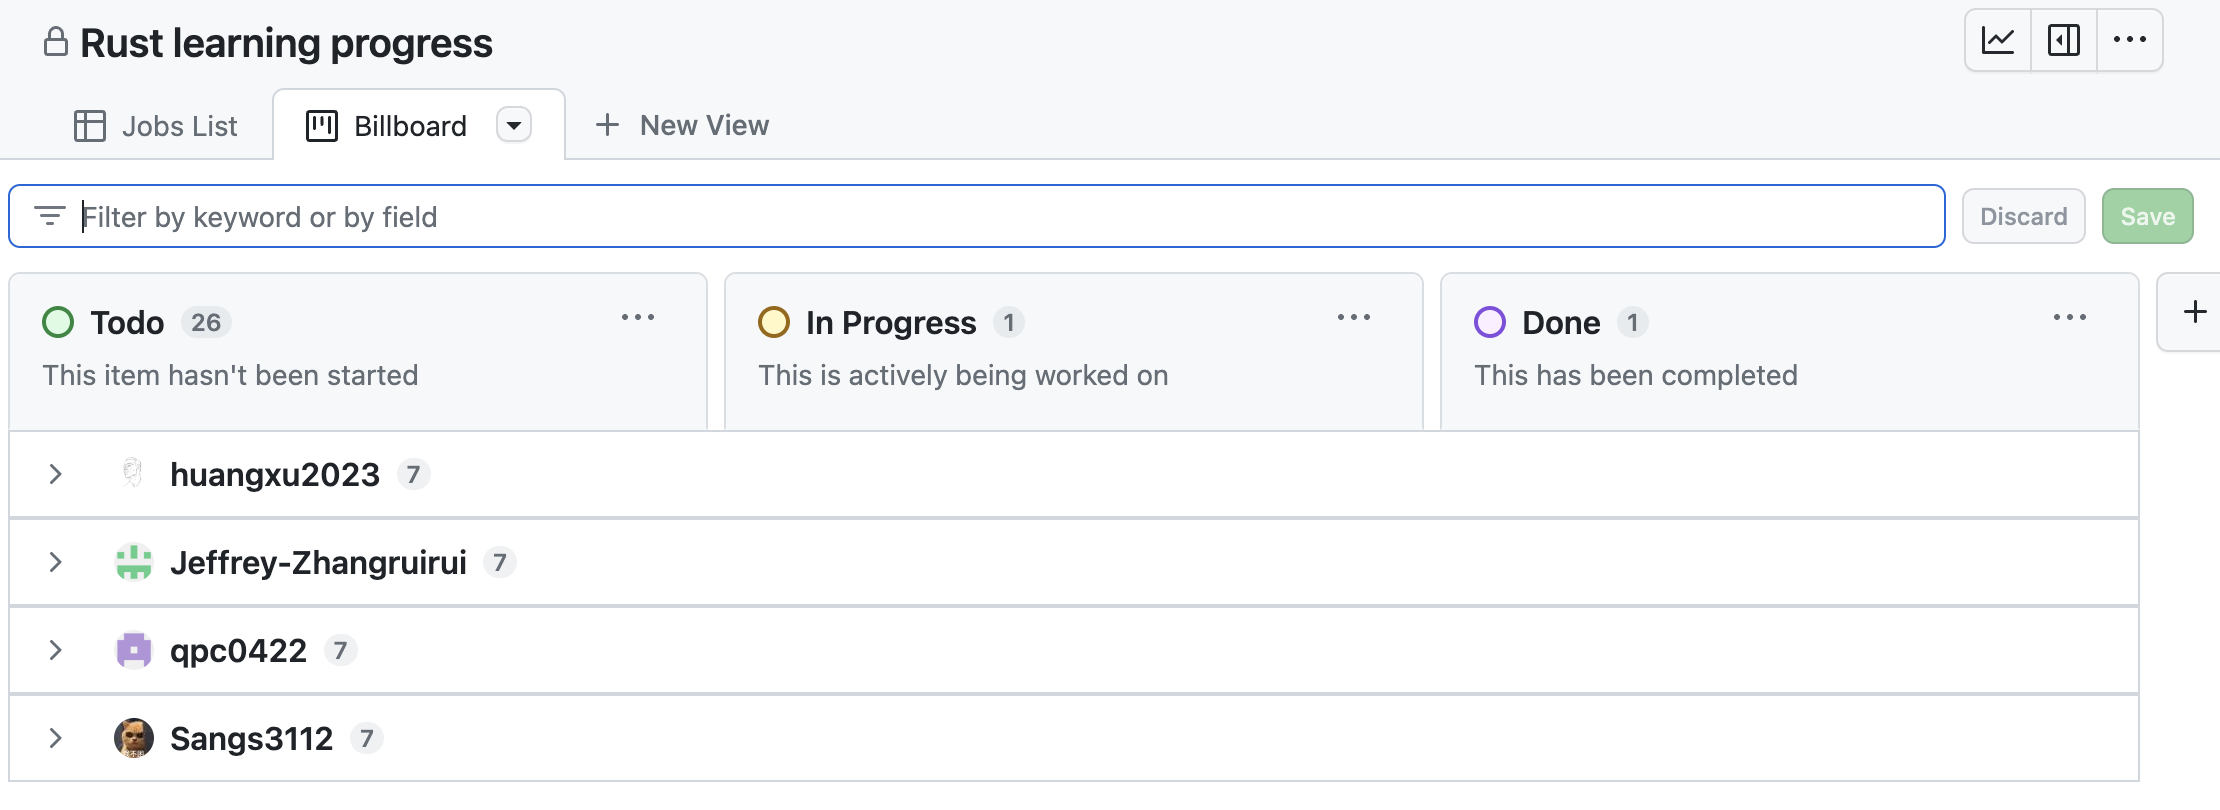 Rust learning progress
Jobs List
Billboard
New View
Filter by keyword or by field
Discard
Save
Todo 26
This item hasn't been started
In Progress 1
This is actively being worked on
Done 1
This has been completed
huangxu2023 7
Jeffrey-Zhangruirui 7
qpc0422 7
Sangs3112 7